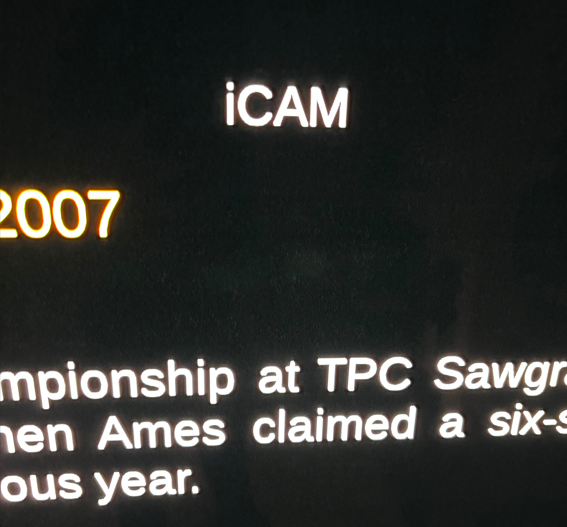 iCAM
2007
mpionship at TPC Sawgr
hen Ames claimed a six-s
ous year.